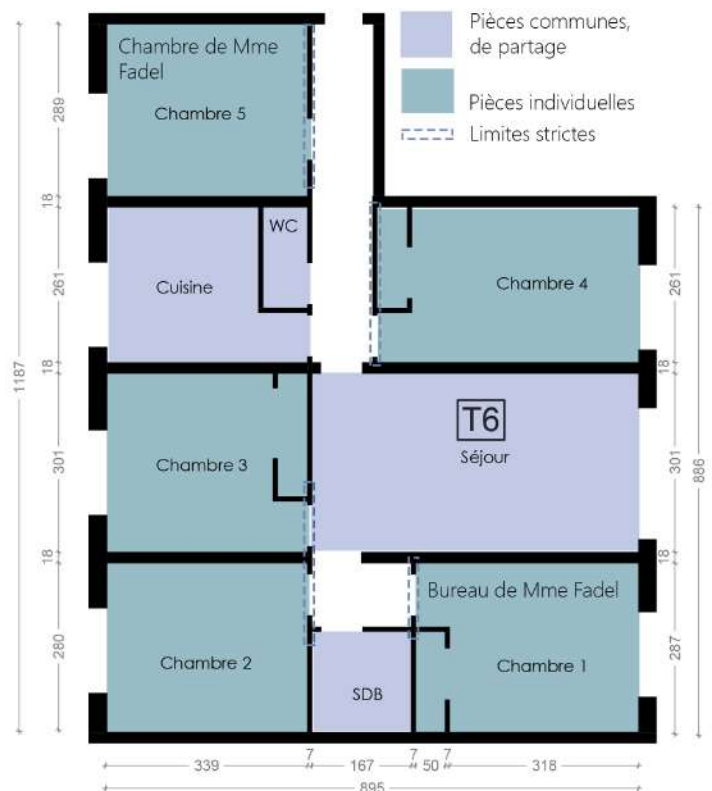 Pièces communes,
de partage
Pièces individuelles
Limites strictes
Chambre de Mme
Fadel
Chambre 5
WC
Cuisine
Chambre 4
T6
Séjour
Chambre 3
Bureau de Mme Fadel
Chambre 2
SDB
Chambre 1
289
18
261
18
301
18
280
1187
261
18
301
18
287
886
339
7
167
7
50
7
318
895